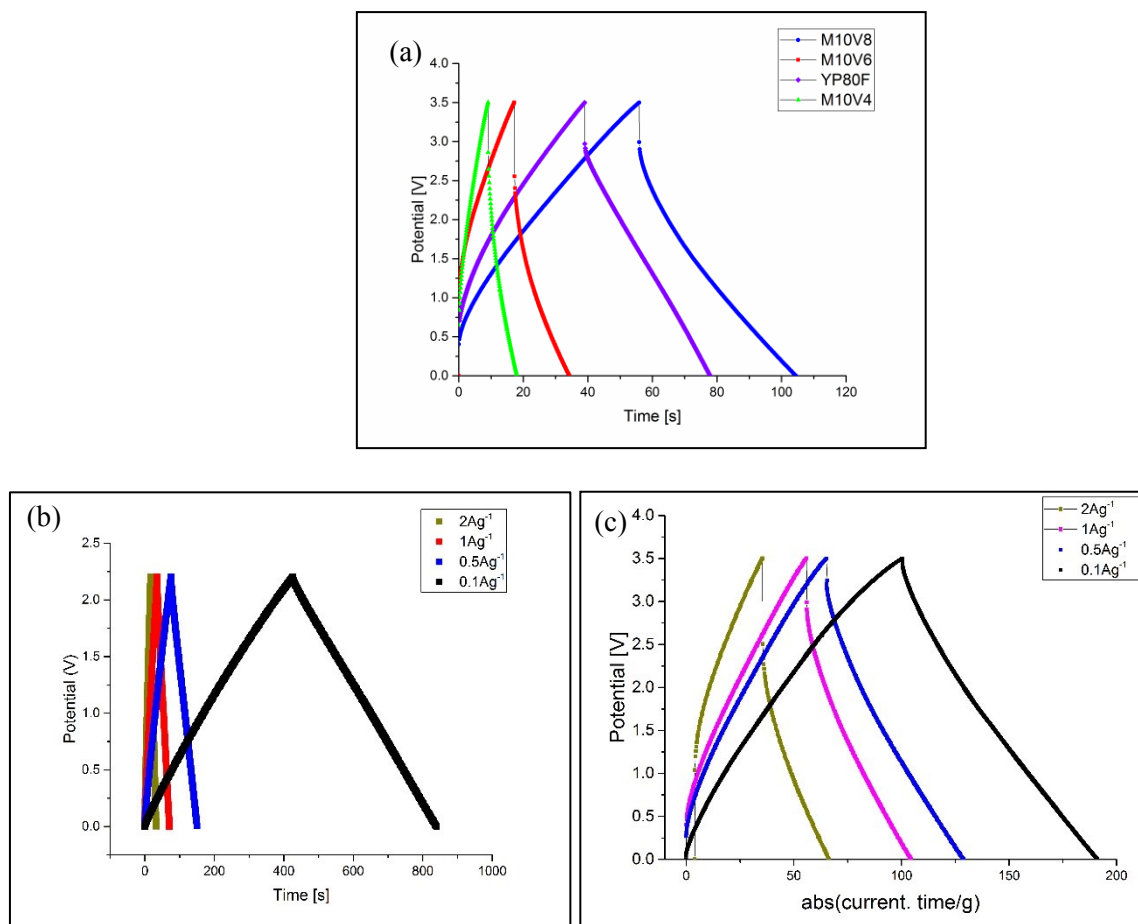 (a)
M10V8
M10V6
YP80F
M10V4
4.0
3.5
3.0
2.5
2.0
1.5
1.0
0.5
0.0
Potential [V]
0 20 40 60 80 100 120
Time [s]
(b)
2Ag⁻¹
1Ag⁻¹
0.5Ag⁻¹
0.1Ag⁻¹
2.5
2.0
1.5
1.0
0.5
0.0
Potential (V)
0 200 400 600 800 1000
Time [s]
(c)
2Ag⁻¹
1Ag⁻¹
0.5Ag⁻¹
0.1Ag⁻¹
4.0
3.5
3.0
2.5
2.0
1.5
1.0
0.5
0.0
Potential [V]
0 50 100 150 200
abs(current. time/g)